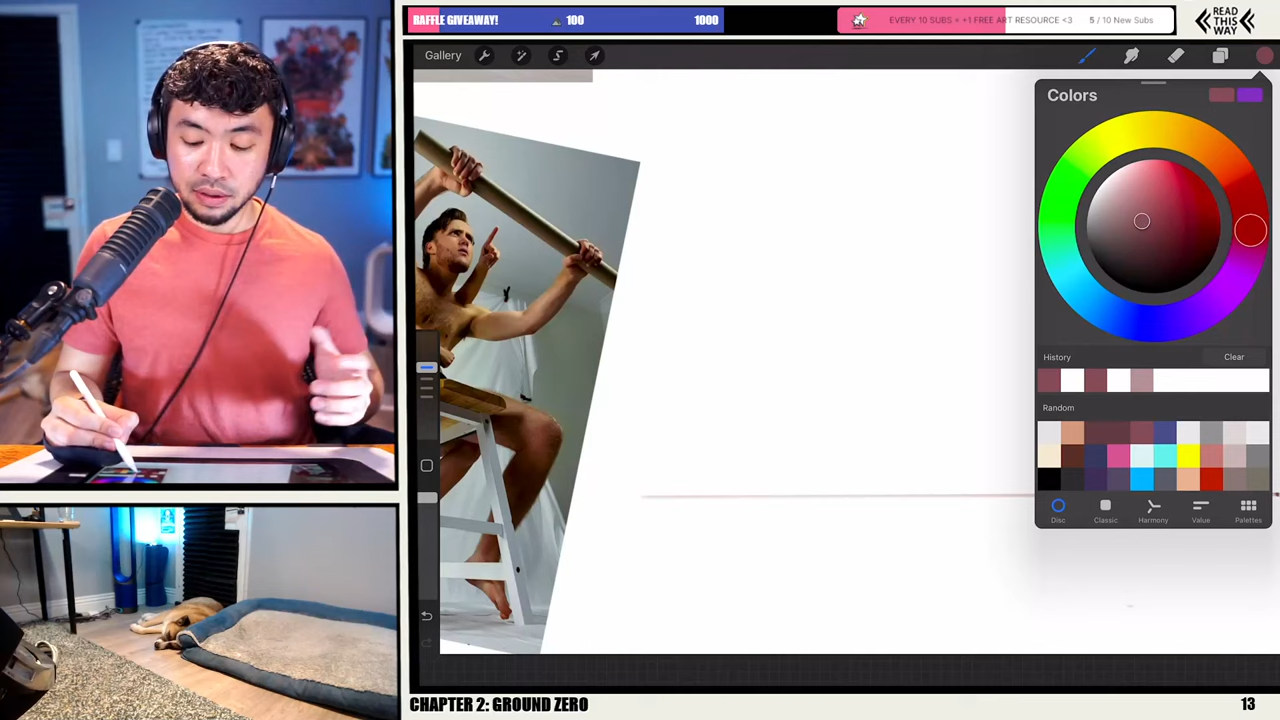 RAFFLE GIVEAWAY! 100 1000
EVERY 10 SUBS = +1 FREE ART RESOURCE <3 5 / 10 New Subs
READ
THIS
WAY
Gallery
Colors
History Clear
Random
Disc Classic Harmony Value Palettes
CHAPTER 2: GROUND ZERO 13